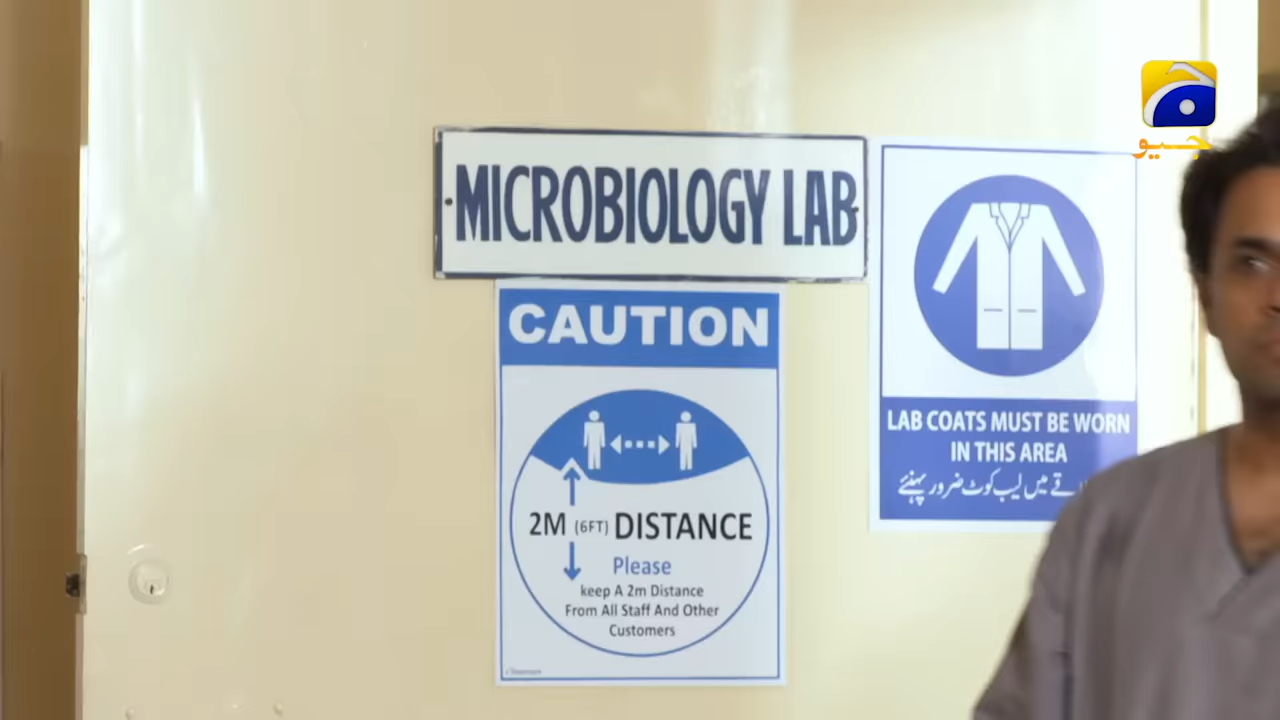 MICROBIOLOGY LAB
CAUTION
2M (6FT) DISTANCE
Please
keep A 2m Distance
From All Staff And Other
Customers
LAB COATS MUST BE WORN
IN THIS AREA
میں لیب کوٹ ضرور پہنئے
جیو